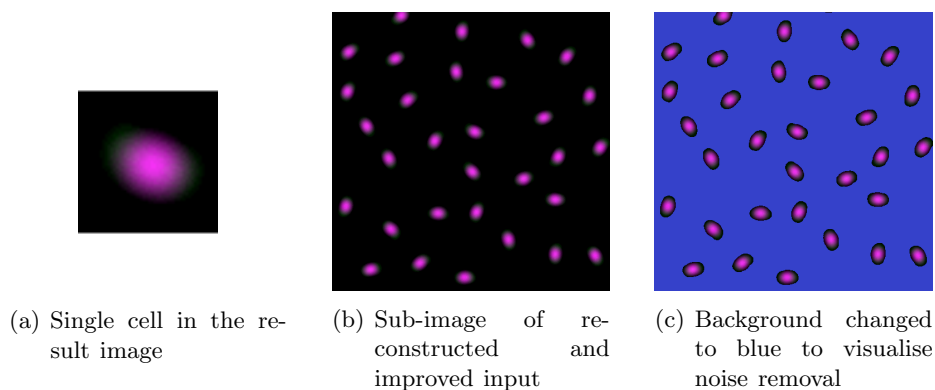 (a) Single cell in the re-
sult image
(b) Sub-image of re-
constructed and
improved input
(c) Background changed
to blue to visualise
noise removal